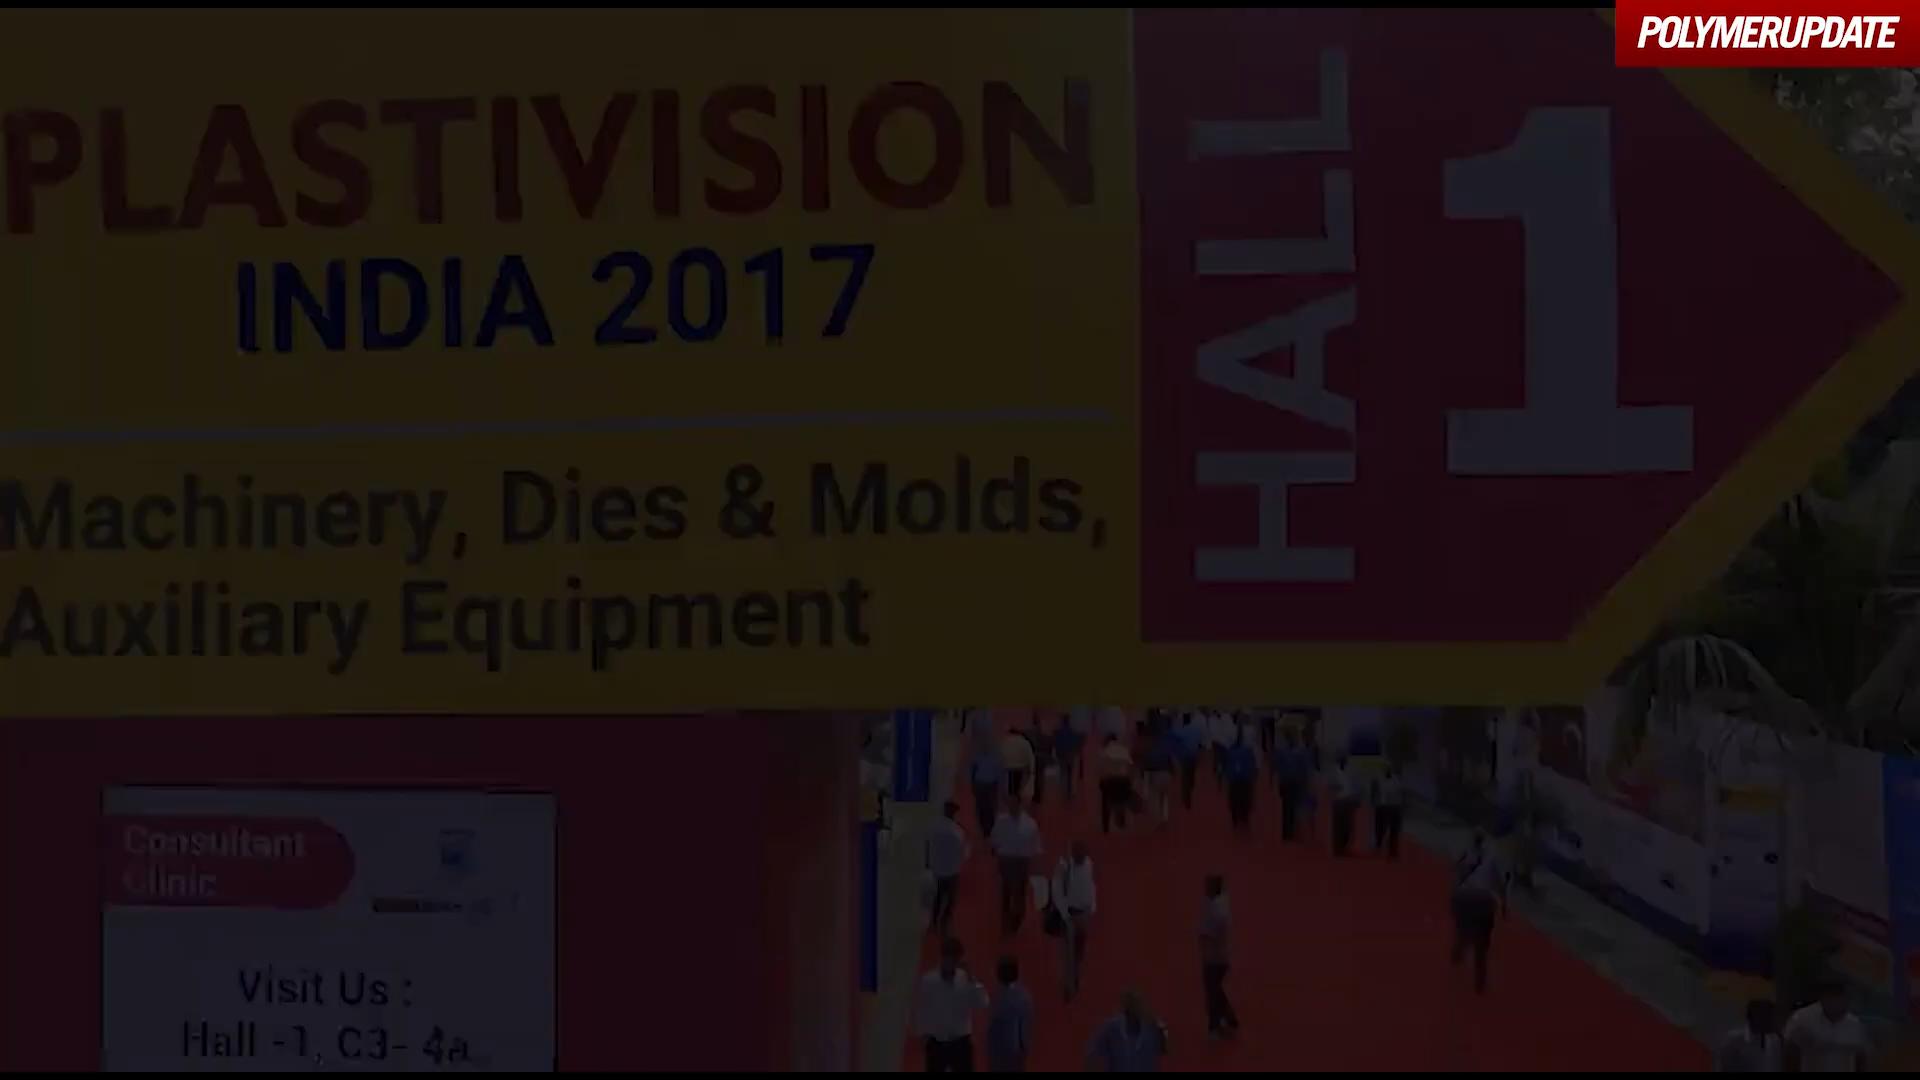 POLYMERUPDATE
PLASTIVISION
INDIA 2017
HALL 1
Machinery, Dies & Molds,
Auxiliary Equipment
Consultant
Clinic
Visit Us :
Hall -1, C3- 4a